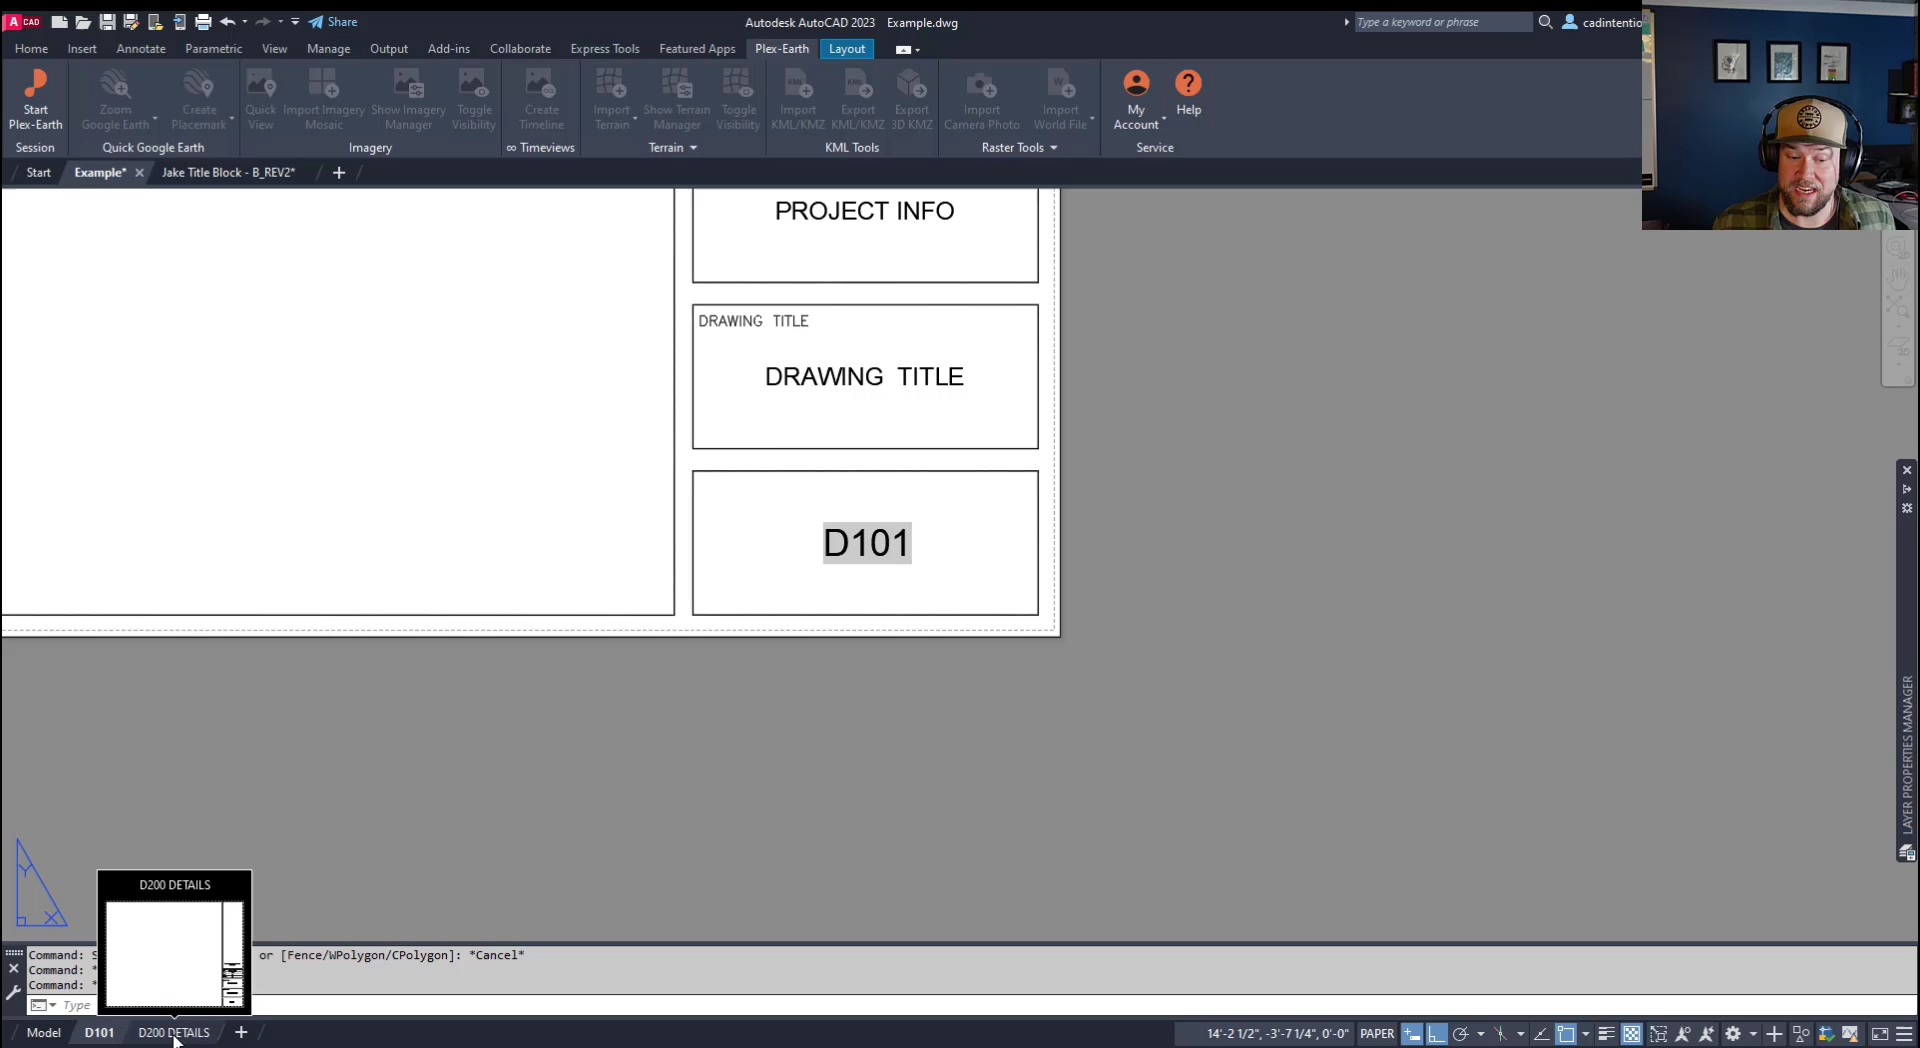 A CAD
Share
Autodesk AutoCAD 2023 Example.dwg
Type a keyword or phrase
cadintentio
Home Insert Annotate Parametric View Manage Output Add-ins Collaborate Express Tools Featured Apps Plex-Earth Layout
Start
Plex-Earth
Zoom
Google Earth
Create
Placemark
Quick
View
Import Imagery
Mosaic
Show Imagery
Manager
Toggle
Visibility
Create
Timeline
Import
Terrain
Show Terrain
Manager
Toggle
Visibility
Import
KML/KMZ
Export
KML/KMZ
Export
3D KMZ
Import
Camera Photo
Import
World File
My
Account
Help
Session Quick Google Earth Imagery ∞ Timeviews Terrain KML Tools Raster Tools Service
Start Example* Jake Title Block - B_REV2*
PROJECT INFO
DRAWING TITLE
DRAWING TITLE
D101
LAYER PROPERTIES MANAGER
Y
X
D200 DETAILS
Command: S or [Fence/WPolygon/CPolygon]: *Cancel*
Command: *
Command: *
Type
Model D101 D200 DETAILS
14'-2 1/2", -3'-7 1/4", 0'-0" PAPER